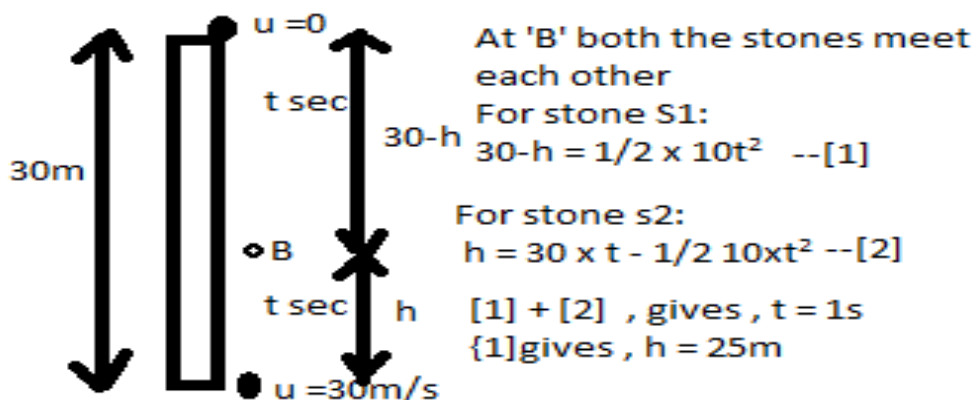 u =0
At 'B' both the stones meet
each other
t sec
For stone S1:
30-h
30-h = 1/2 x 10t² --[1]
30m
For stone s2:
B
h = 30 x t - 1/2 10xt² --[2]
t sec
h
[1] + [2] , gives , t = 1s
{1]gives , h = 25m
u =30m/s